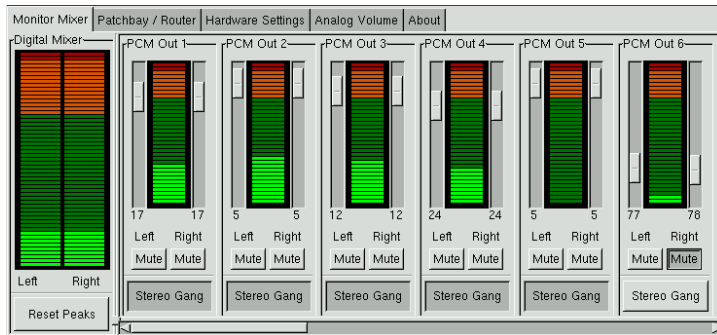 Monitor Mixer Patchbay / Router Hardware Settings Analog Volume About
Digital Mixer PCM Out 1 PCM Out 2 PCM Out 3 PCM Out 4 PCM Out 5 PCM Out 6
17 17 5 5 12 12 24 24 5 5 77 78
Left Right Left Right Left Right Left Right Left Right Left Right
Mute Mute Mute Mute Mute Mute Mute Mute Mute Mute Mute Mute
Left Right
Stereo Gang Stereo Gang Stereo Gang Stereo Gang Stereo Gang Stereo Gang
Reset Peaks